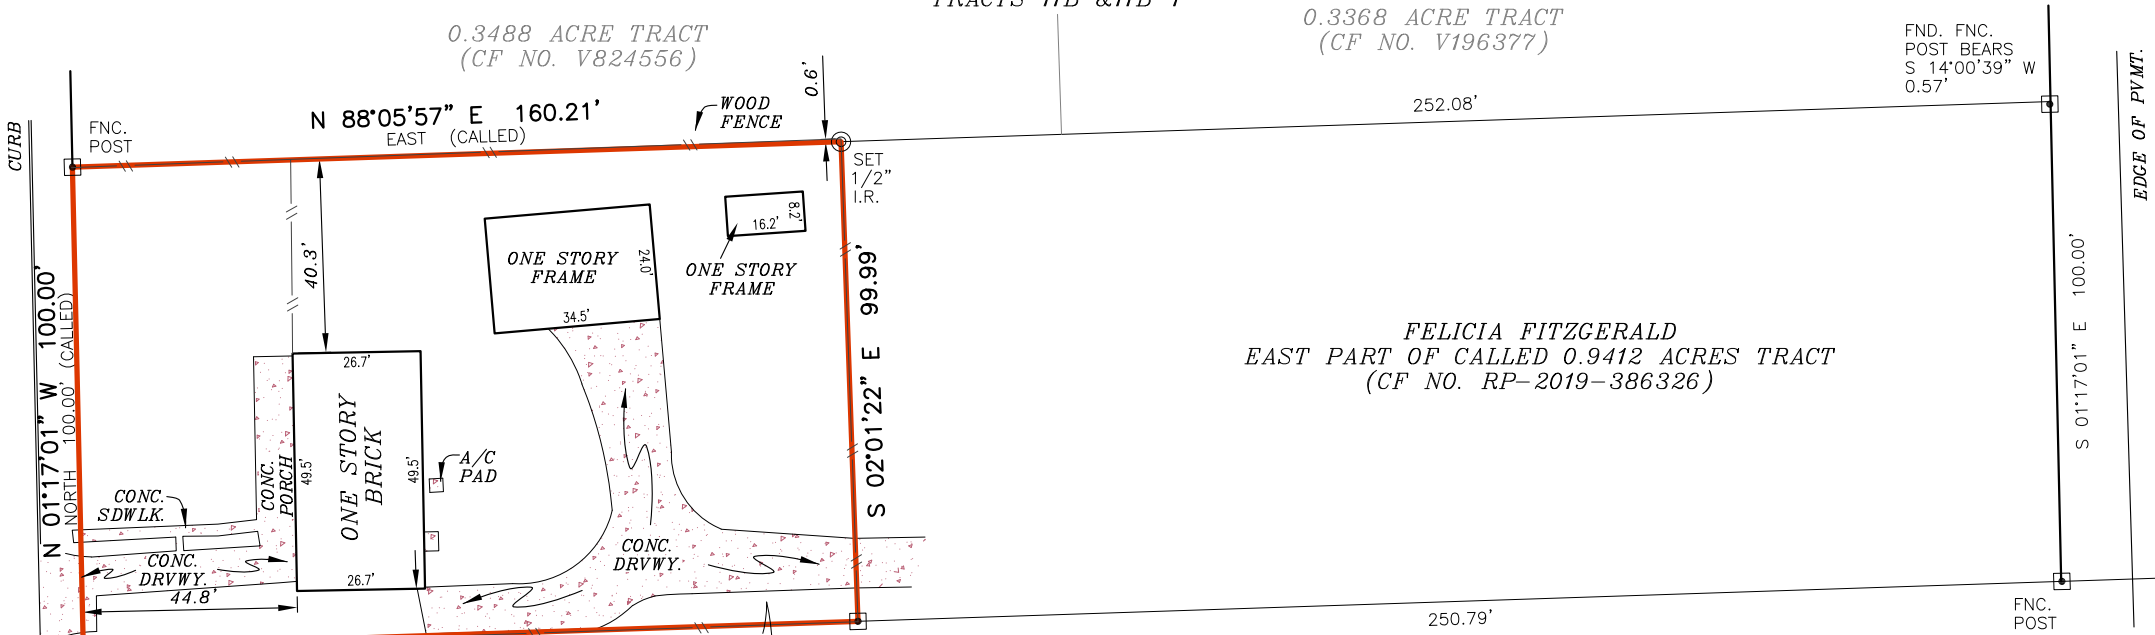 0.3488 ACRE TRACT
(CF NO. V824556)
0.3368 ACRE TRACT
(CF NO. V196377)
FND. FNC.
POST BEARS
S 14°00'39" W
0.57'
EDGE OF PVMT.
CURB
FNC.
POST
N 88°05'57" E 160.21'
EAST (CALLED)
WOOD
FENCE
0.6'
252.08'
SET
1/2"
I.R.
40.3'
ONE STORY
FRAME
24.0'
34.5'
16.2'
8.2'
ONE STORY
FRAME
N 01°17'01" W 100.00'
NORTH 100.00' (CALLED)
S 02°01'22" E 99.99'
FELICIA FITZGERALD
EAST PART OF CALLED 0.9412 ACRES TRACT
(CF NO. RP-2019-386326)
S 01°17'01" E 100.00'
26.7'
ONE STORY
BRICK
49.5'
49.5'
26.7'
CONC.
PORCH
A/C
PAD
CONC.
SDWLK.
CONC.
DRVWY.
CONC.
DRVWY.
44.8'
250.79'
FNC.
POST